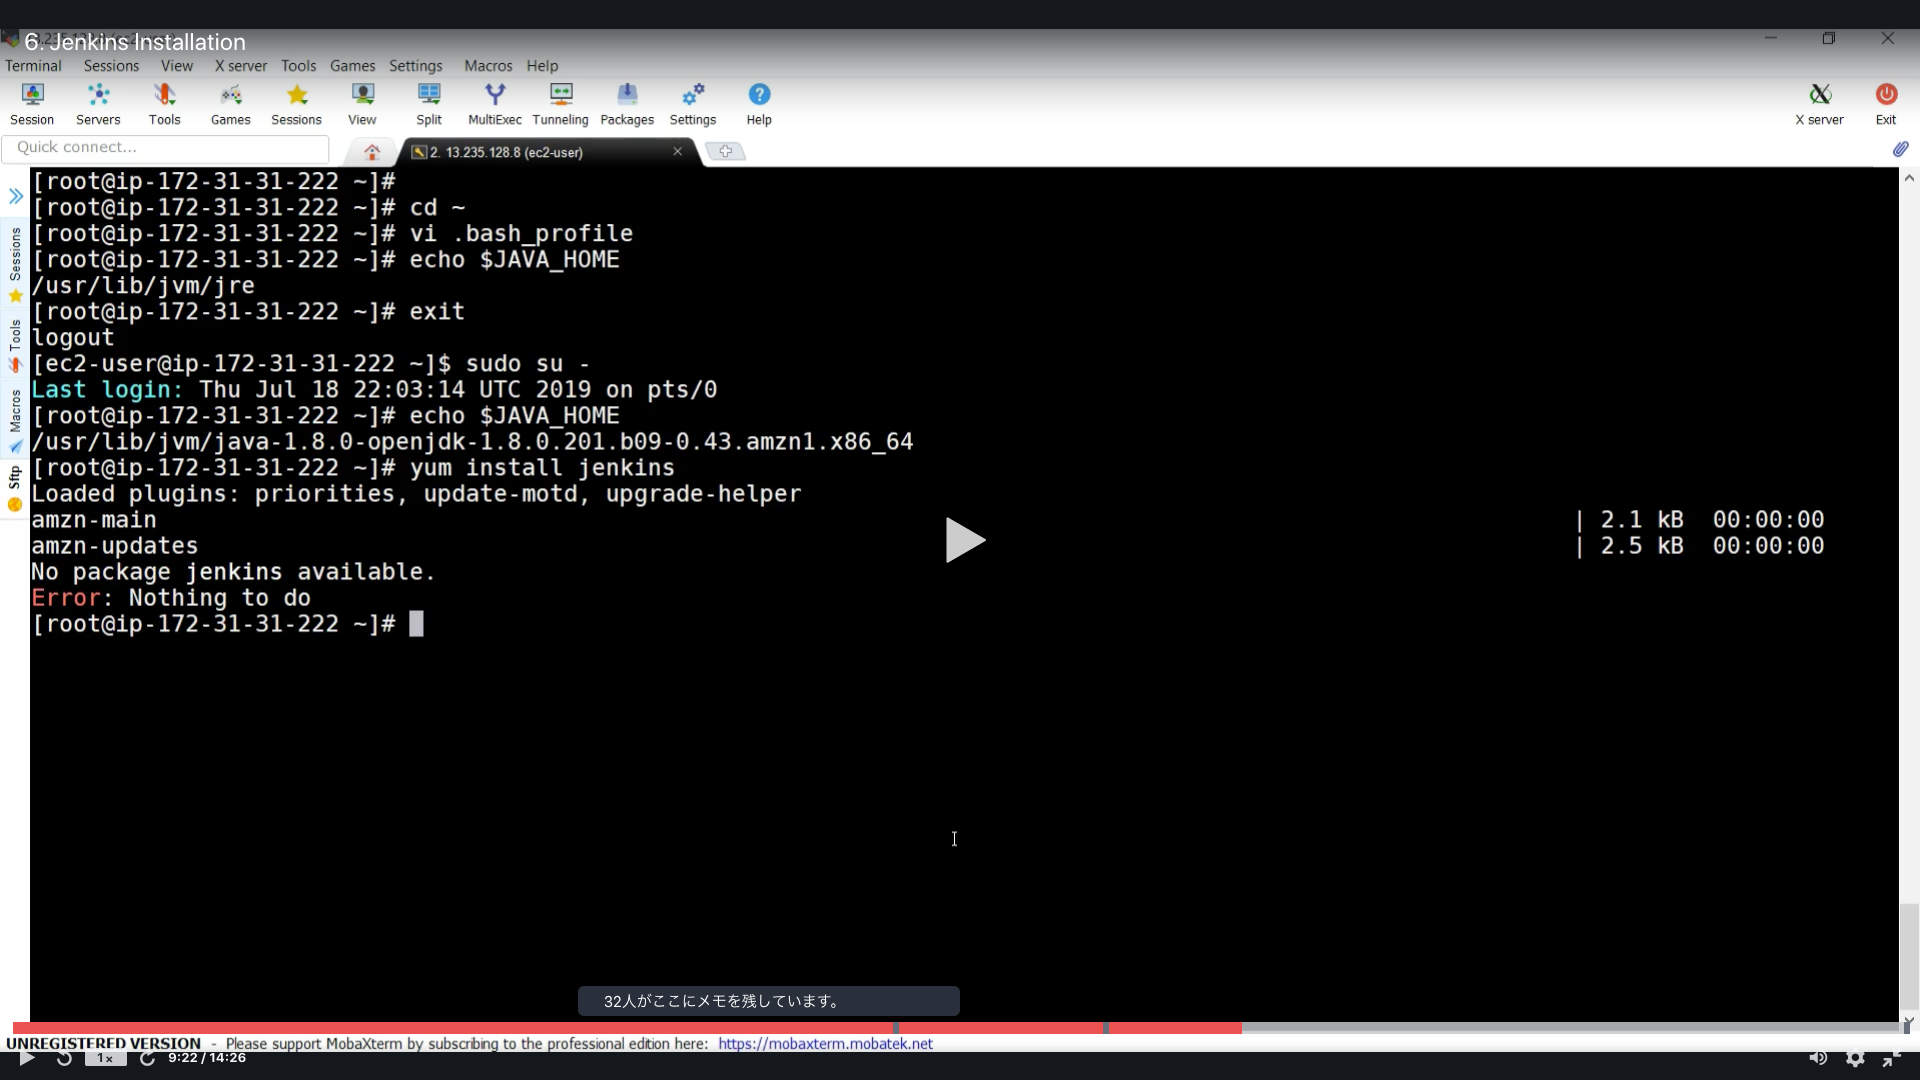 6. Jenkins Installation
Terminal Sessions View X server Tools Games Settings Macros Help
Session Servers Tools Games Sessions View Split MultiExec Tunneling Packages Settings Help X server Exit
Quick connect...
2. 13.235.128.8 (ec2-user)
Sessions
Tools
Macros
Sftp
[root@ip-172-31-31-222 ~]#
[root@ip-172-31-31-222 ~]# cd ~
[root@ip-172-31-31-222 ~]# vi .bash_profile
[root@ip-172-31-31-222 ~]# echo $JAVA_HOME
/usr/lib/jvm/jre
[root@ip-172-31-31-222 ~]# exit
logout
[ec2-user@ip-172-31-31-222 ~]$ sudo su -
Last login: Thu Jul 18 22:03:14 UTC 2019 on pts/0
[root@ip-172-31-31-222 ~]# echo $JAVA_HOME
/usr/lib/jvm/java-1.8.0-openjdk-1.8.0.201.b09-0.43.amzn1.x86_64
[root@ip-172-31-31-222 ~]# yum install jenkins
Loaded plugins: priorities, update-motd, upgrade-helper
amzn-main | 2.1 kB 00:00:00
amzn-updates | 2.5 kB 00:00:00
No package jenkins available.
Error: Nothing to do
[root@ip-172-31-31-222 ~]#
32人がここにメモを残しています。
UNREGISTERED VERSION - Please support MobaXterm by subscribing to the professional edition here: https://mobaxterm.mobatek.net
1x 9:22 / 14:26